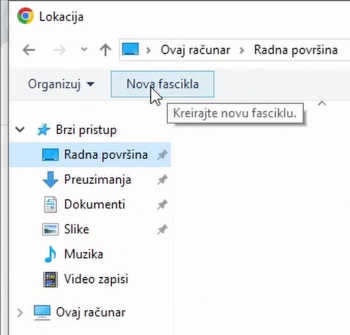 Lokacija
Ovaj računar
Radna površina
Organizuj
Nova fascikla
Kreirajte novu fasciklu.
Brzi pristup
Radna površina
Preuzimanja
Dokumenti
Slike
Muzika
Video zapisi
Ovaj računar